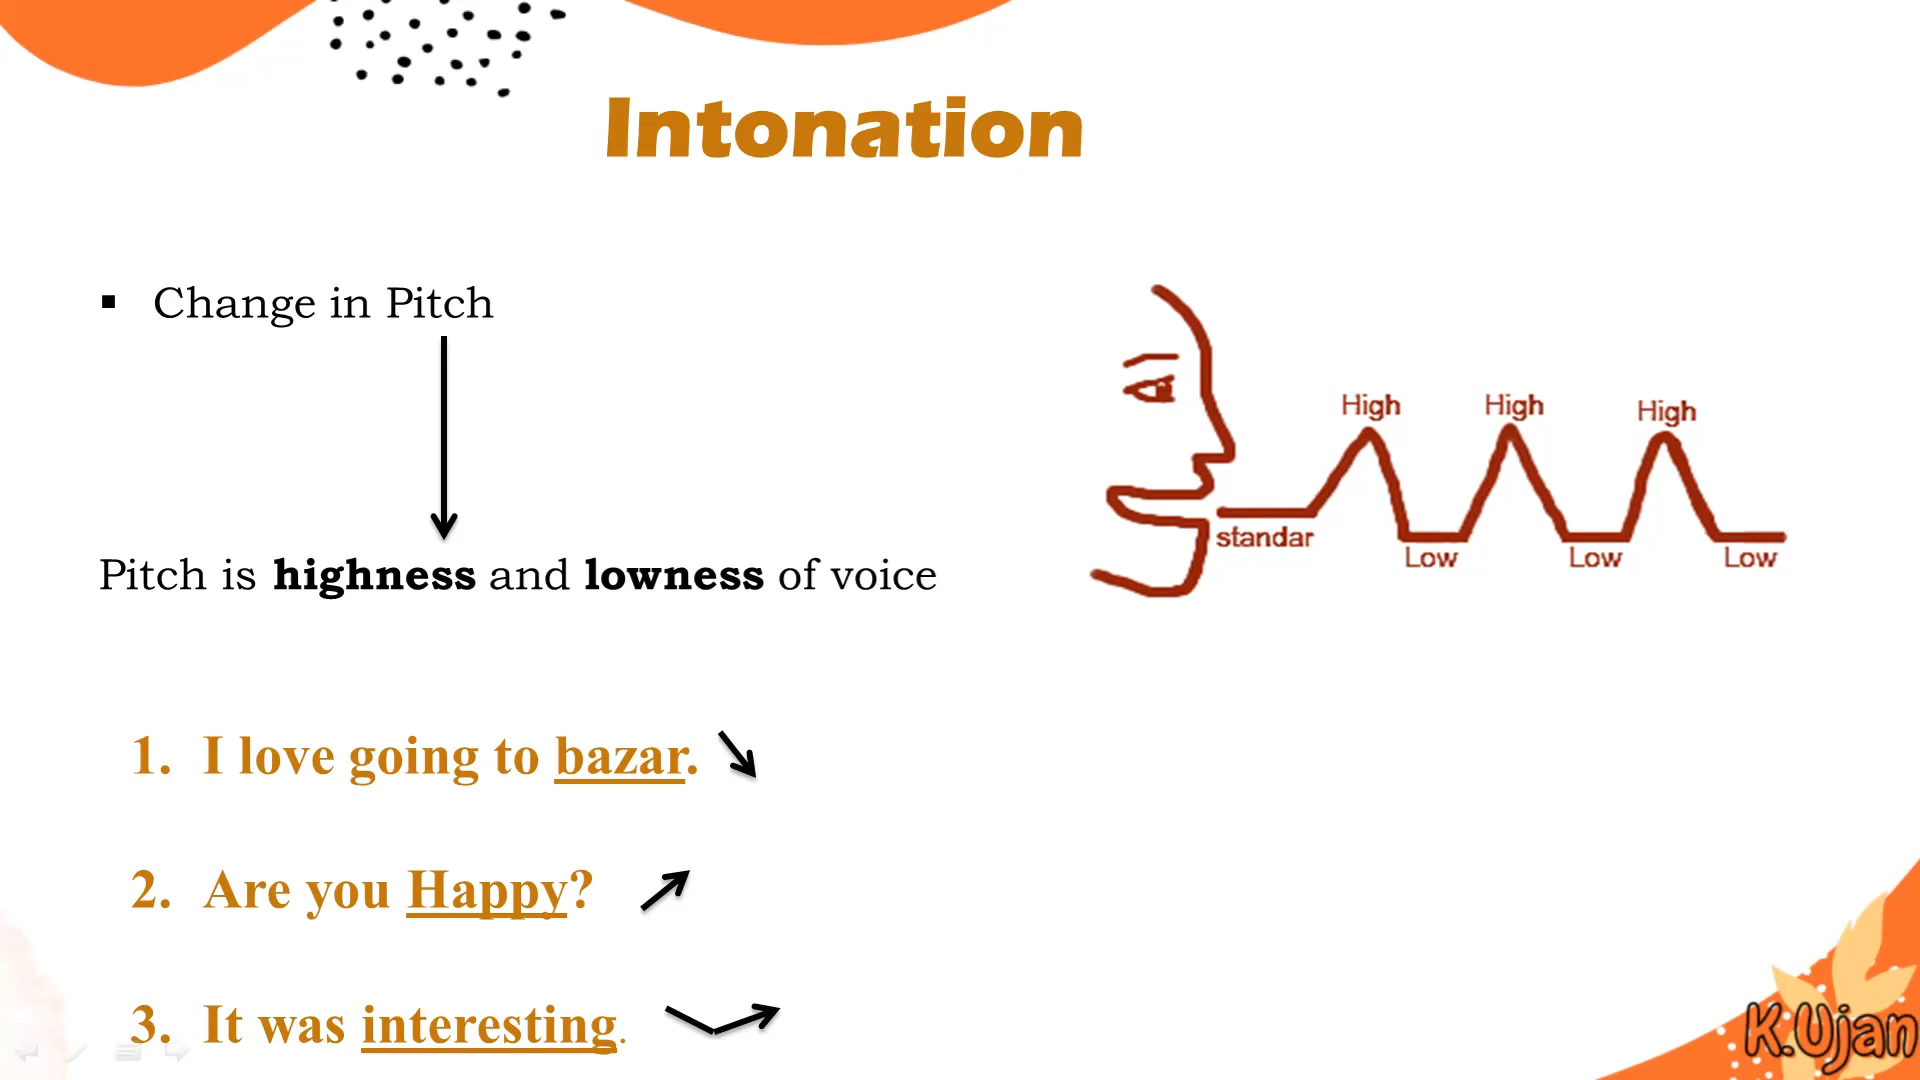 Intonation
▪ Change in Pitch
Pitch is highness and lowness of voice
High High High
standar
Low Low Low
1. I love going to bazar.
2. Are you Happy?
3. It was interesting.
K.Ujan